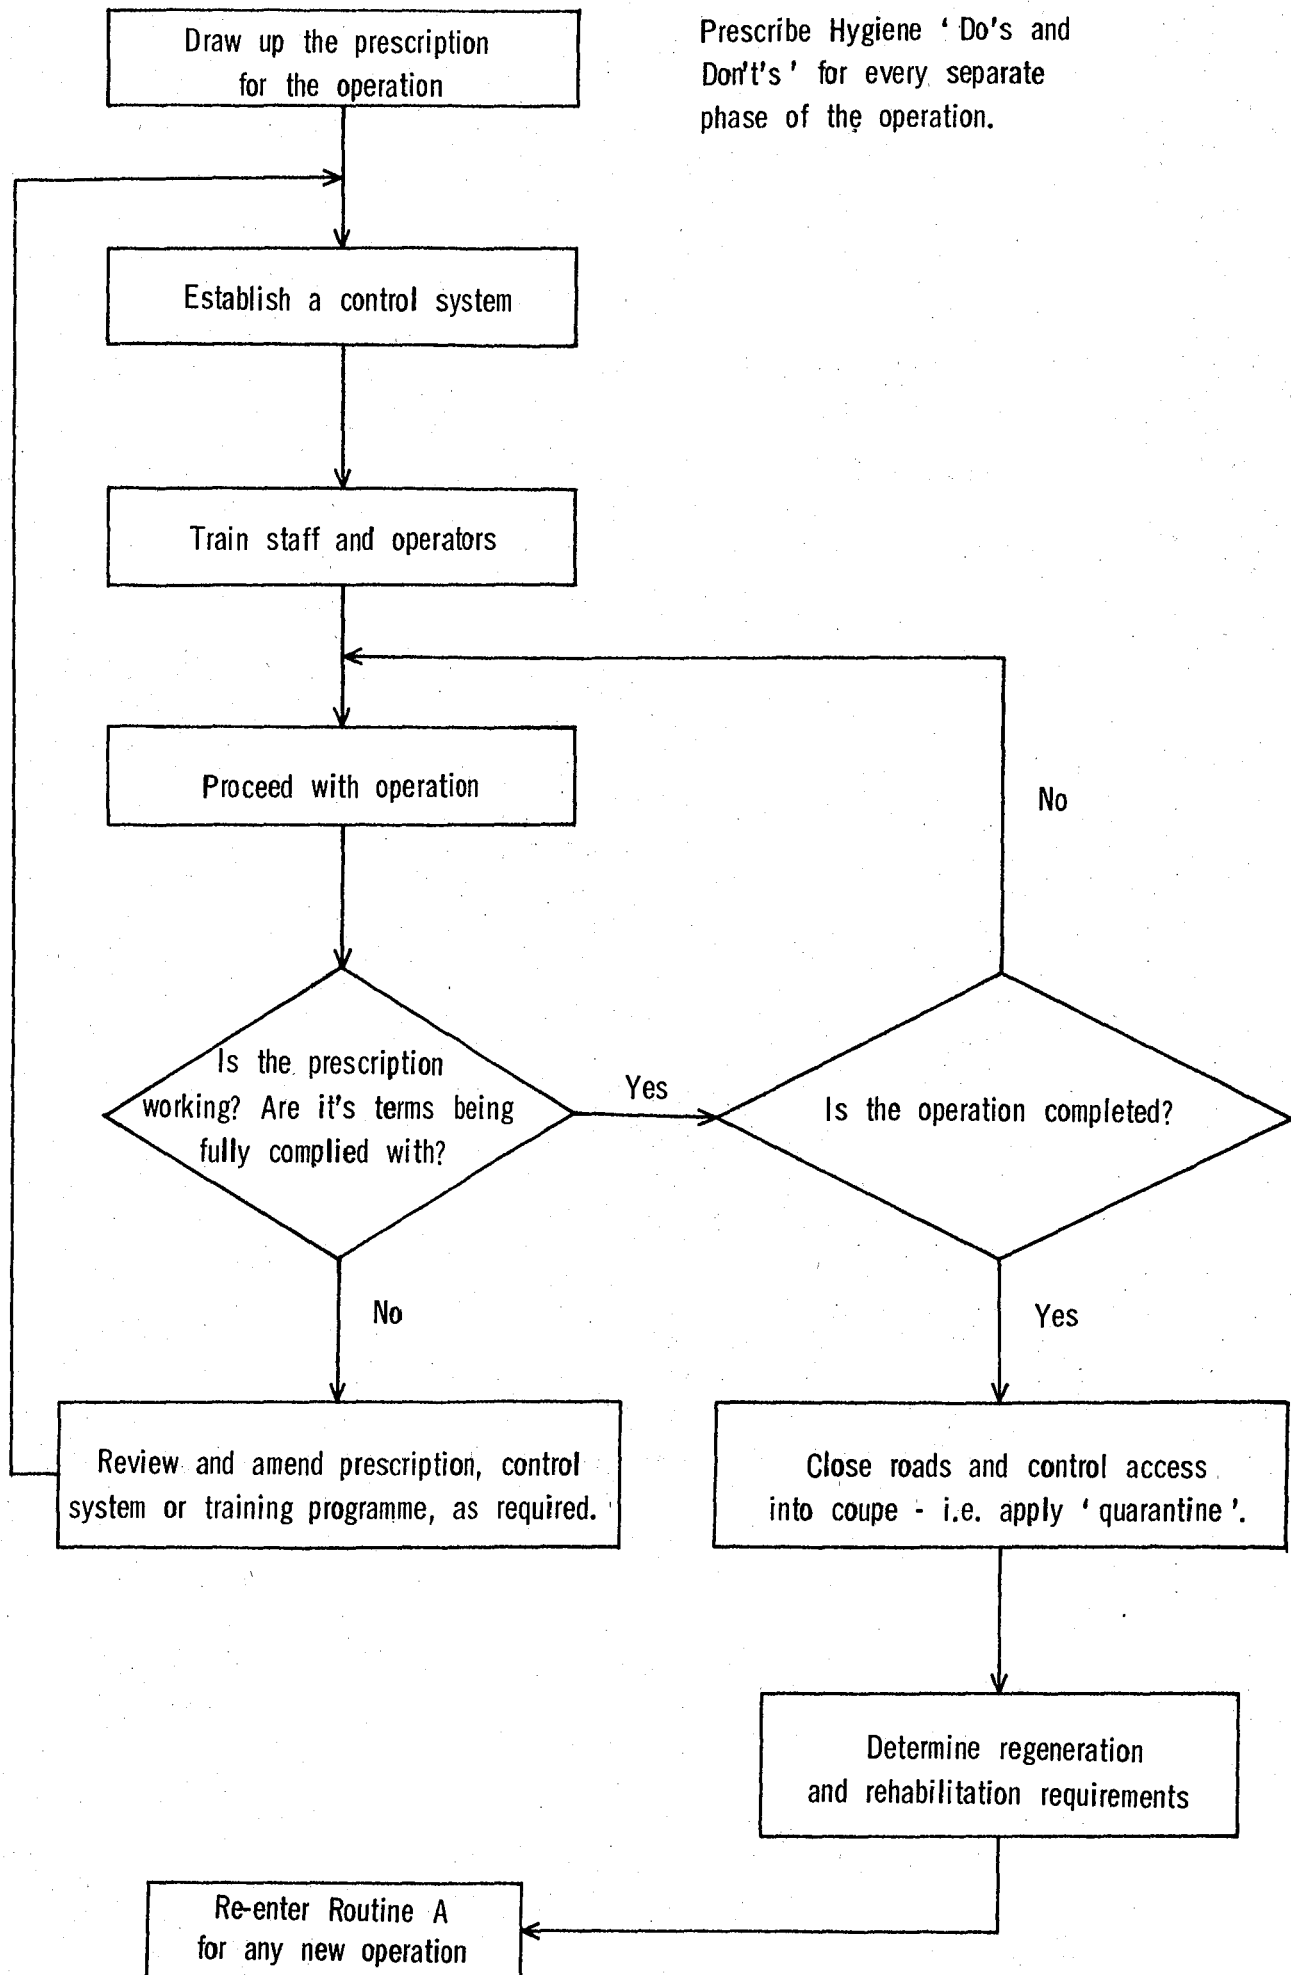 Draw up the prescription
for the operation
Prescribe Hygiene ‘Do's and
Don't's’ for every separate
phase of the operation.
Establish a control system
Train staff and operators
Proceed with operation
No
Is the prescription
working? Are it's terms being
fully complied with?
Yes
Is the operation completed?
No
Yes
Review and amend prescription, control
system or training programme, as required.
Close roads and control access
into coupe - i.e. apply ‘quarantine’.
Determine regeneration
and rehabilitation requirements
Re-enter Routine A
for any new operation